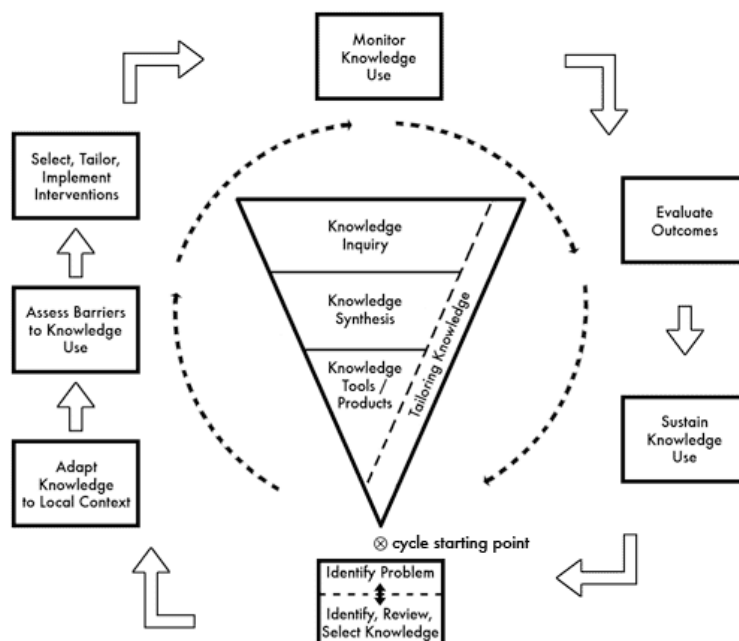 Monitor
Knowledge
Use
Select, Tailor,
Implement
Interventions
Evaluate
Outcomes
Knowledge
Inquiry
Knowledge
Synthesis
Knowledge
Tools /
Products
Tailoring Knowledge
Assess Barriers
to Knowledge
Use
Sustain
Knowledge
Use
Adapt
Knowledge
to Local Context
cycle starting point
Identify Problem
Identify, Review,
Select Knowledge